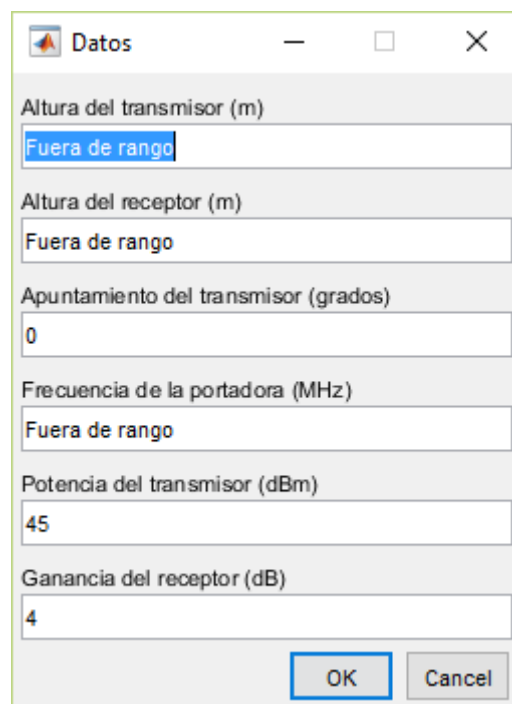 Datos
Altura del transmisor (m)
Fuera de rango
Altura del receptor (m)
Fuera de rango
Apuntamiento del transmisor (grados)
0
Frecuencia de la portadora (MHz)
Fuera de rango
Potencia del transmisor (dBm)
45
Ganancia del receptor (dB)
4
OK Cancel